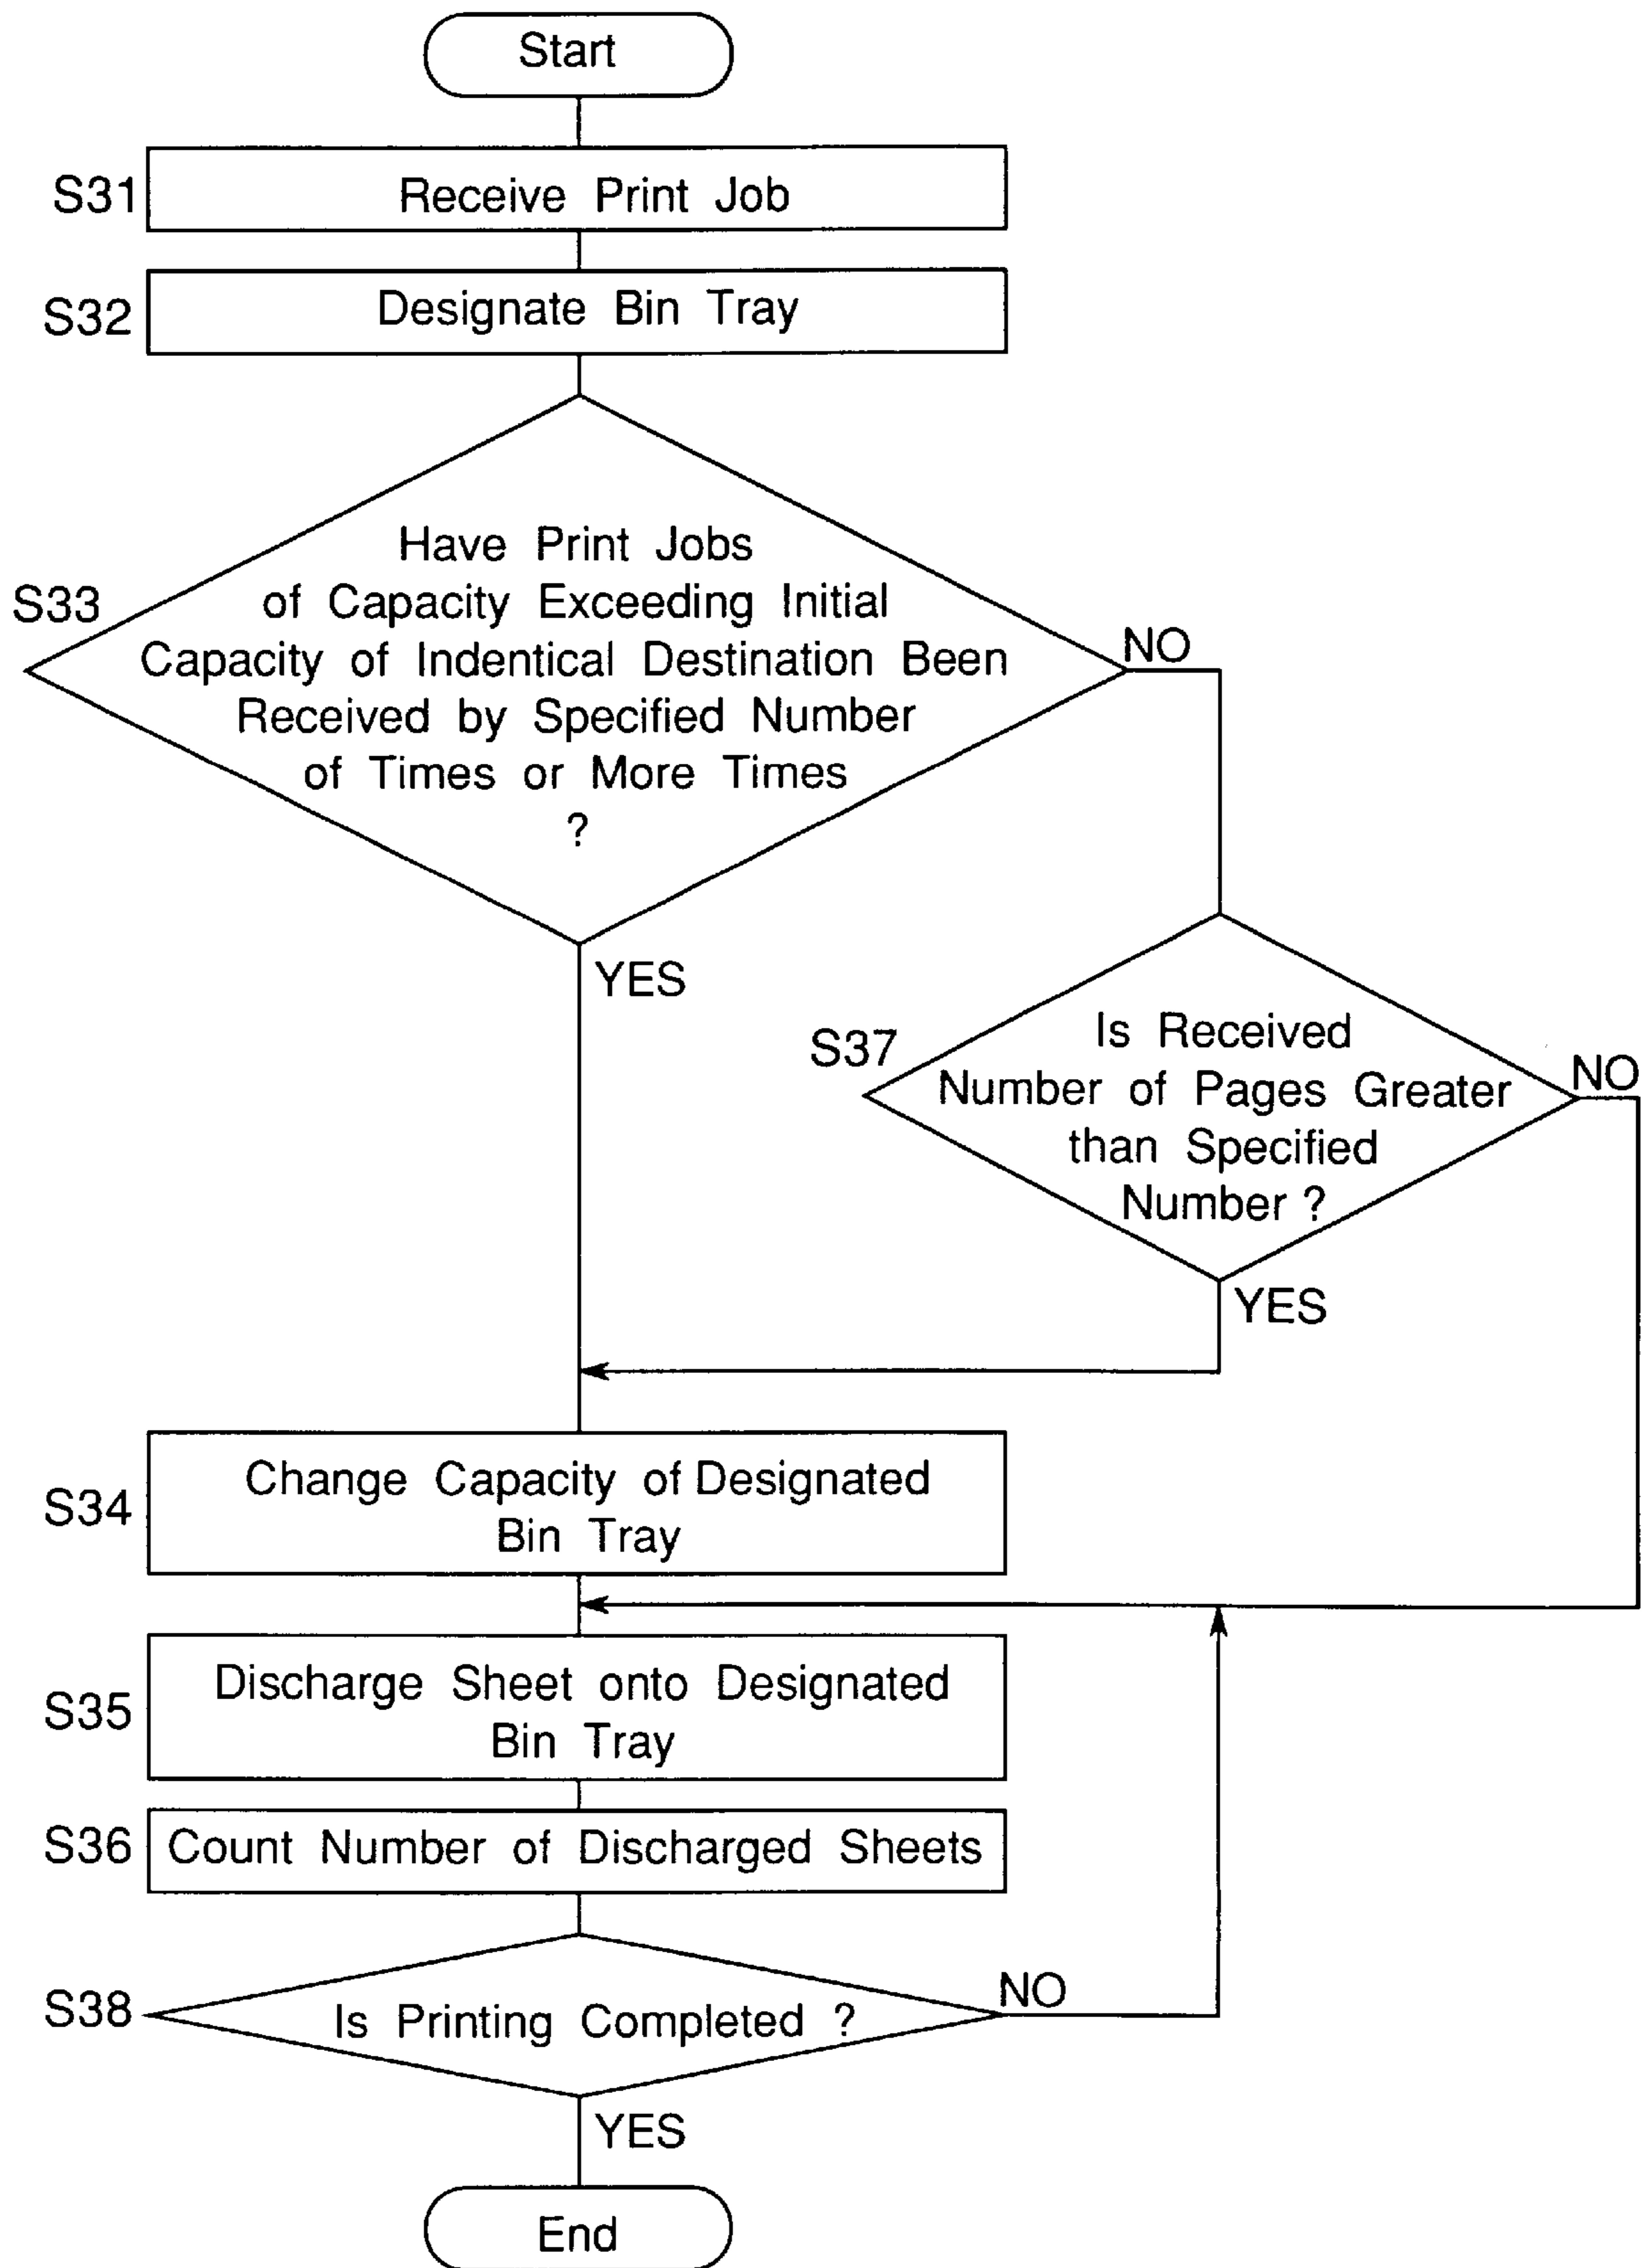 Start
S31
Receive Print Job
S32
Designate Bin Tray
S33
Have Print Jobs
of Capacity Exceeding Initial
Capacity of Indentical Destination Been
Received by Specified Number
of Times or More Times
?
NO
YES
S37
Is Received
Number of Pages Greater
than Specified
Number ?
NO
YES
S34
Change Capacity of Designated
Bin Tray
S35
Discharge Sheet onto Designated
Bin Tray
S36
Count Number of Discharged Sheets
S38
Is Printing Completed ?
NO
YES
End